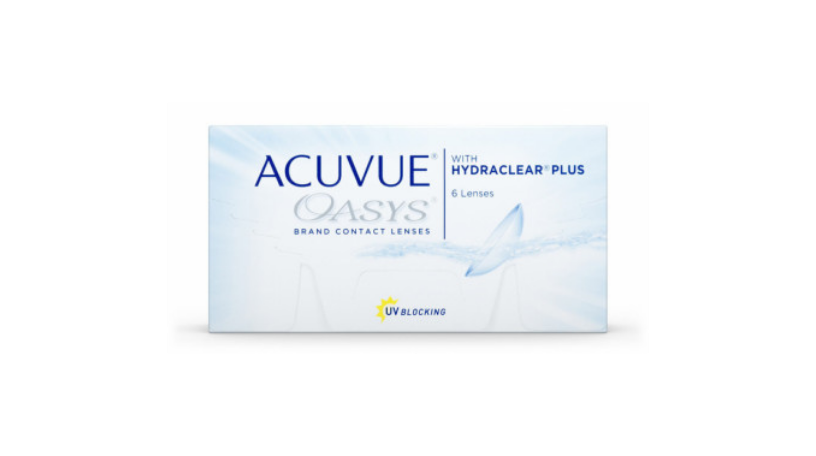 ACUVUE®
OASYS®
BRAND CONTACT LENSES
WITH
HYDRACLEAR® PLUS
6 Lenses
UV BLOCKING